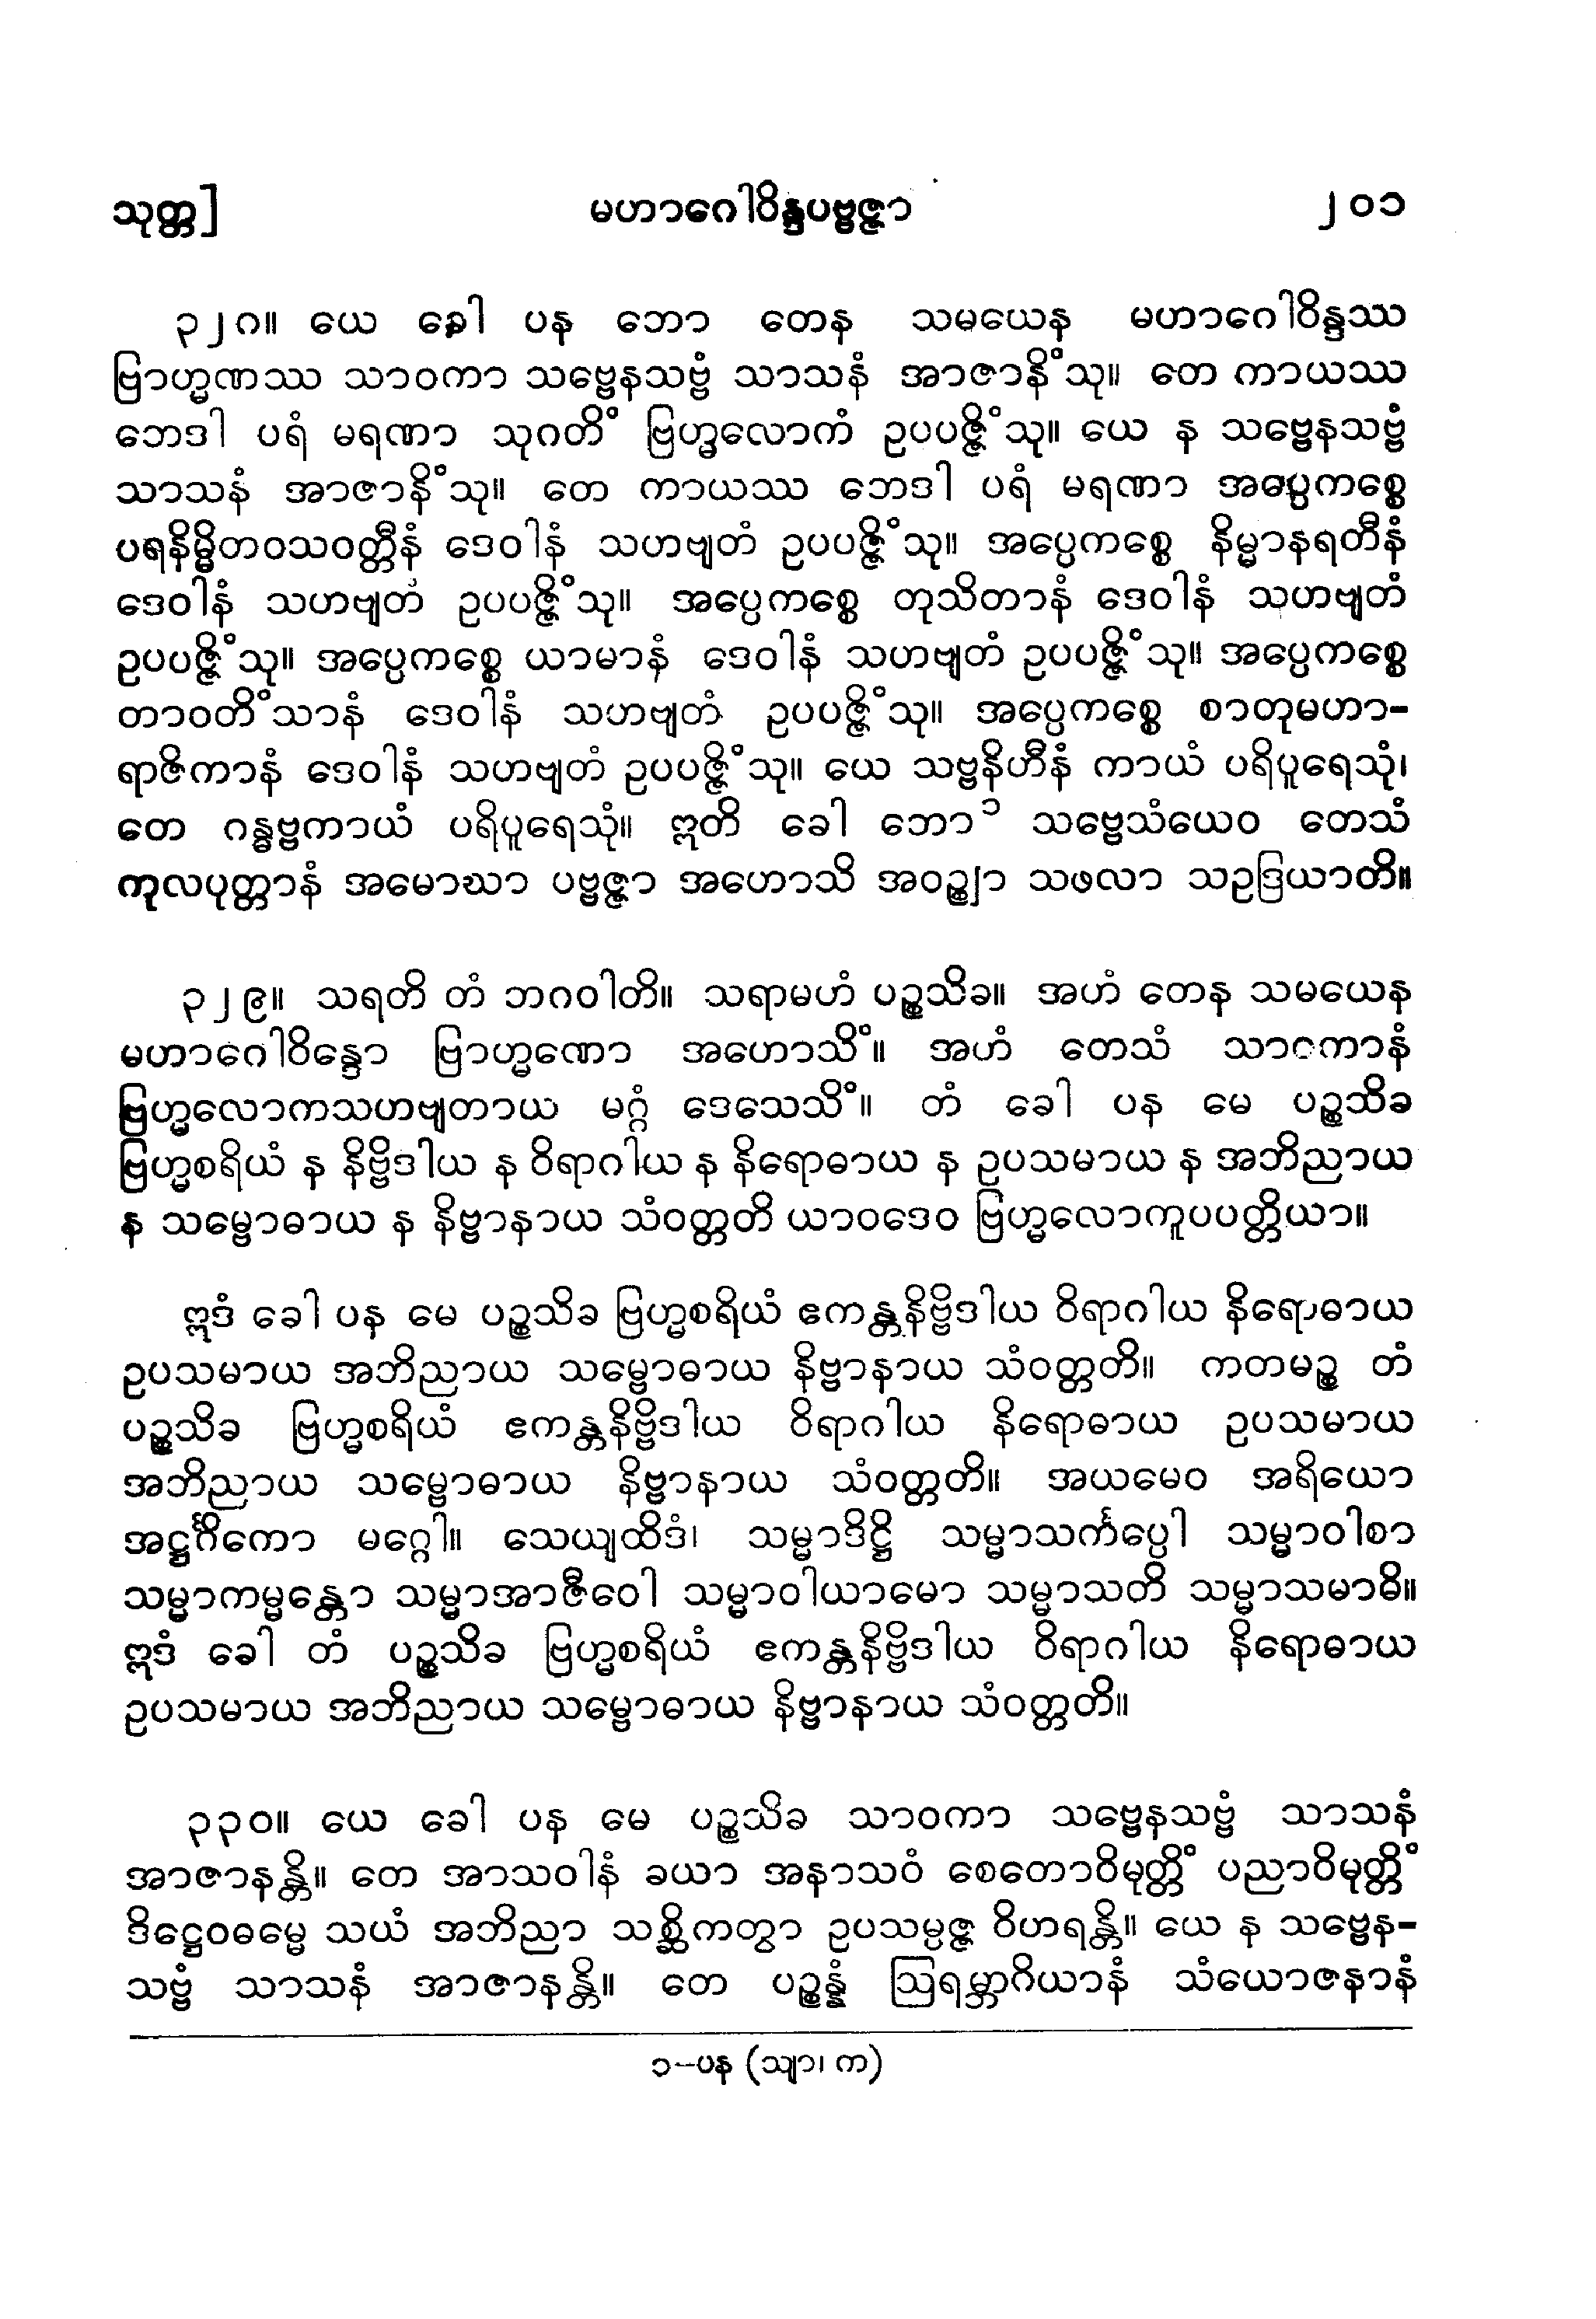 သုတ္တ]
မဟာဂေါဝိန္ဒပဗ္ဗဇ္ဇာ
၂၀၁
၃၂၈။ ယေ ခေါ ပန ဘော တေန သမယေန မဟာဂေါဝိန္ဒဿ
ဗြာဟ္မဏဿ သာဝကာ သဗ္ဗေနသဗ္ဗံ သာသနံ အာဇာနိံသု။ တေ ကာယဿ
ဘေဒါ ပရံ မရဏာ သုဂတိံ ဗြဟ္မလောကံ ဥပပဇ္ဇိံသု။ ယေ န သဗ္ဗေနသဗ္ဗံ
သာသနံ အာဇာနိံသု။ တေ ကာယဿ ဘေဒါ ပရံ မရဏာ အပ္ပေကစ္စေ
ပရနိမ္မိတဝသဝတ္တီနံ ဒေဝါနံ သဟဗျတံ ဥပပဇ္ဇိံသု။ အပ္ပေကစ္စေ နိမ္မာနရတီနံ
ဒေဝါနံ သဟဗျတံ ဥပပဇ္ဇိံသု။ အပ္ပေကစ္စေ တုသိတာနံ ဒေဝါနံ သဟဗျတံ
ဥပပဇ္ဇိံသု။ အပ္ပေကစ္စေ ယာမာနံ ဒေဝါနံ သဟဗျတံ ဥပပဇ္ဇိံသု။ အပ္ပေကစ္စေ
တာဝတိံသာနံ ဒေဝါနံ သဟဗျတံ ဥပပဇ္ဇိံသု။ အပ္ပေကစ္စေ စာတုမဟာ-
ရာဇိကာနံ ဒေဝါနံ သဟဗျတံ ဥပပဇ္ဇိံသု။ ယေ သဗ္ဗနိဟီနံ ကာယံ ပရိပူရေသုံ၊
တေ ဂန္ဓဗ္ဗကာယံ ပရိပူရေသုံ။ ဣတိ ခေါ ဘော၁ သဗ္ဗေသံယေဝ တေသံ
ကုလပုတ္တာနံ အမောဃာ ပဗ္ဗဇ္ဇာ အဟောသိ အဝဉ္ဈာ သဖလာ သဥဒြယာတိ။
၃၂၉။ သရတိ တံ ဘဂဝါတိ။ သရာမဟံ ပဉ္စသိခ။ အဟံ တေန သမယေန
မဟာဂေါဝိန္ဒော ဗြာဟ္မဏော အဟောသိံ။ အဟံ တေသံ သာဝကာနံ
ဗြဟ္မလောကသဟဗျတာယ မဂ္ဂံ ဒေသေသိံ။ တံ ခေါ ပန မေ ပဉ္စသိခ
ဗြဟ္မစရိယံ န နိဗ္ဗိဒါယ န ဝိရာဂါယ န နိရောဓာယ န ဥပသမာယ န အဘိညာယ
န သမ္ဗောဓာယ န နိဗ္ဗာနာယ သံဝတ္တတိ ယာဝဒေဝ ဗြဟ္မလောကူပပတ္တိယာ။
ဣဒံ ခေါ ပန မေ ပဉ္စသိခ ဗြဟ္မစရိယံ ဧကန္တနိဗ္ဗိဒါယ ဝိရာဂါယ နိရောဓာယ
ဥပသမာယ အဘိညာယ သမ္ဗောဓာယ နိဗ္ဗာနာယ သံဝတ္တတိ။ ကတမဉ္စ တံ
ပဉ္စသိခ ဗြဟ္မစရိယံ ဧကန္တနိဗ္ဗိဒါယ ဝိရာဂါယ နိရောဓာယ ဥပသမာယ
အဘိညာယ သမ္ဗောဓာယ နိဗ္ဗာနာယ သံဝတ္တတိ။ အယမေဝ အရိယော
အဋ္ဌင်္ဂိကော မဂ္ဂေါ။ သေယျထိဒံ၊ သမ္မာဒိဋ္ဌိ သမ္မာသင်္ကပ္ပေါ သမ္မာဝါစာ
သမ္မာကမ္မန္တော သမ္မာအာဇီဝေါ သမ္မာဝါယာမော သမ္မာသတိ သမ္မာသမာဓိ။
ဣဒံ ခေါ တံ ပဉ္စသိခ ဗြဟ္မစရိယံ ဧကန္တနိဗ္ဗိဒါယ ဝိရာဂါယ နိရောဓာယ
ဥပသမာယ အဘိညာယ သမ္ဗောဓာယ နိဗ္ဗာနာယ သံဝတ္တတိ။
၃၃၀။ ယေ ခေါ ပန မေ ပဉ္စသိခ သာဝကာ သဗ္ဗေနသဗ္ဗံ သာသနံ
အာဇာနန္တိ။ တေ အာသဝါနံ ခယာ အနာသဝံ စေတောဝိမုတ္တိံ ပညာဝိမုတ္တိံ
ဒိဋ္ဌေဝဓမ္မေ သယံ အဘိညာ သစ္ဆိကတွာ ဥပသမ္ပဇ္ဇ ဝိဟရန္တိ။ ယေ န သဗ္ဗေန-
သဗ္ဗံ သာသနံ အာဇာနန္တိ။ တေ ပဉ္စန္နံ ဩရမ္ဘာဂိယာနံ သံယောဇနာနံ
၁-ပန (သျာ၊ က)